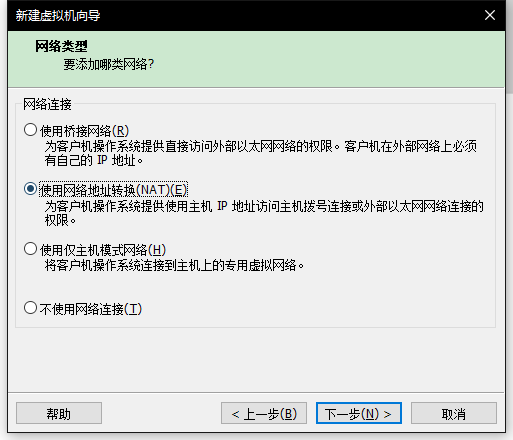 新建虚拟机向导
网络类型
要添加哪类网络?
网络连接
使用桥接网络(R)
为客户机操作系统提供直接访问外部以太网网络的权限。客户机在外部网络上必须
有自己的 IP 地址。
使用网络地址转换(NAT)(E)
为客户机操作系统提供使用主机 IP 地址访问主机拨号连接或外部以太网网络连接的
权限。
使用仅主机模式网络(H)
将客户机操作系统连接到主机上的专用虚拟网络。
不使用网络连接(T)
帮助
< 上一步(B)
下一步(N) >
取消